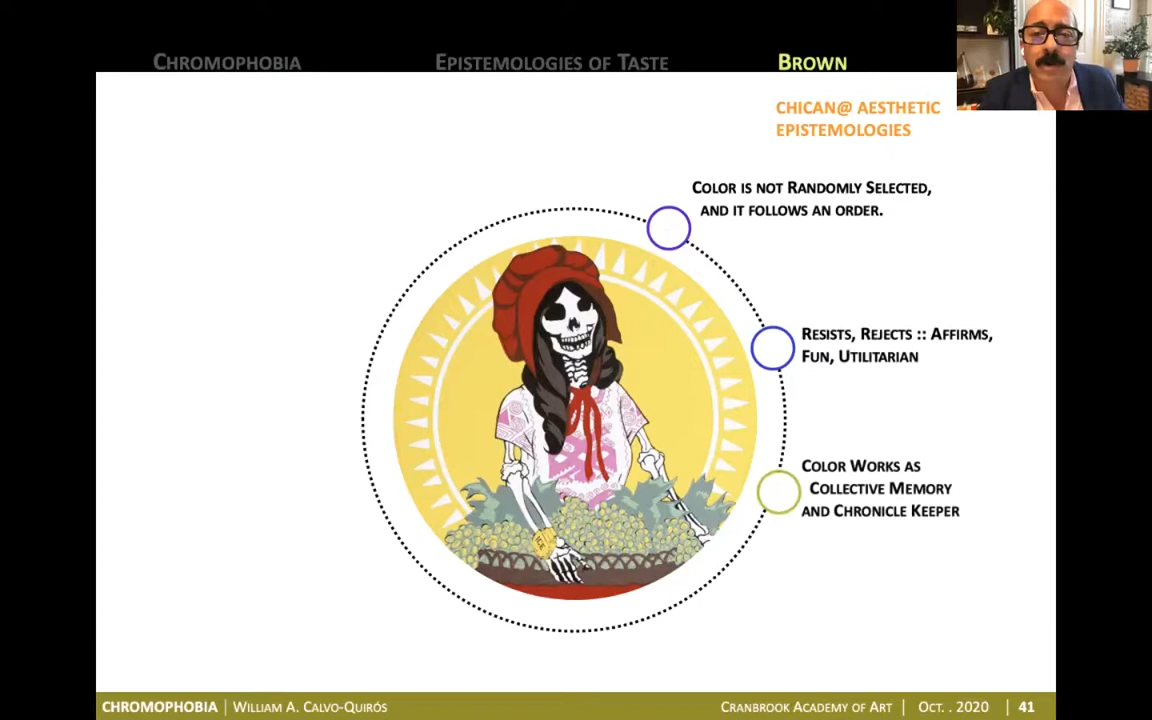 CHROMOPHOBIA
EPISTEMOLOGIES OF TASTE
BROWN
CHICAN@ AESTHETIC
EPISTEMOLOGIES
COLOR IS NOT RANDOMLY SELECTED,
AND IT FOLLOWS AN ORDER.
RESISTS, REJECTS :: AFFIRMS,
FUN, UTILITARIAN
COLOR WORKS AS
COLLECTIVE MEMORY
AND CHRONICLE KEEPER
ICE
CHROMOPHOBIA | WILLIAM A. CALVO-QUIRÓS
CRANBROOK ACADEMY OF ART | OCT. . 2020 | 41